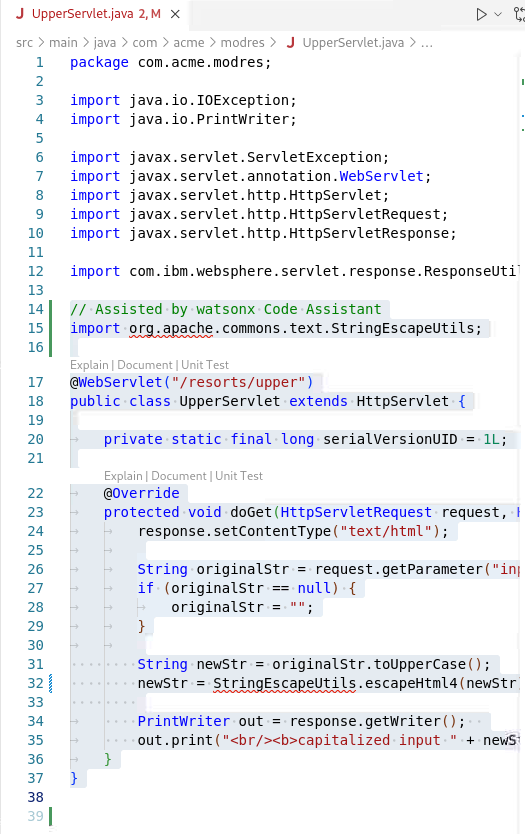 UpperServlet.java 2, M
src > main > java > com > acme > modres > UpperServlet.java > ...
1 package com.acme.modres;
2
3 import java.io.IOException;
4 import java.io.PrintWriter;
5
6 import javax.servlet.ServletException;
7 import javax.servlet.annotation.WebServlet;
8 import javax.servlet.http.HttpServlet;
9 import javax.servlet.http.HttpServletRequest;
10 import javax.servlet.http.HttpServletResponse;
11
12 import com.ibm.websphere.servlet.response.ResponseUtil
13
14 // Assisted by watsonx Code Assistant
15 import org.apache.commons.text.StringEscapeUtils;
16
Explain | Document | Unit Test
17 @WebServlet("/resorts/upper")
18 public class UpperServlet extends HttpServlet {
19
20 private static final long serialVersionUID = 1L;
21
Explain | Document | Unit Test
22 @Override
23 protected void doGet(HttpServletRequest request, H
24 response.setContentType("text/html");
25
26 String originalStr = request.getParameter("inp
27 if (originalStr == null) {
28 originalStr = "";
29 }
30
31 String newStr = originalStr.toUpperCase();
32 newStr = StringEscapeUtils.escapeHtml4(newStr
33
34 PrintWriter out = response.getWriter();
35 out.print("<br/><b>capitalized input " + newS
36 }
37 }
38
39